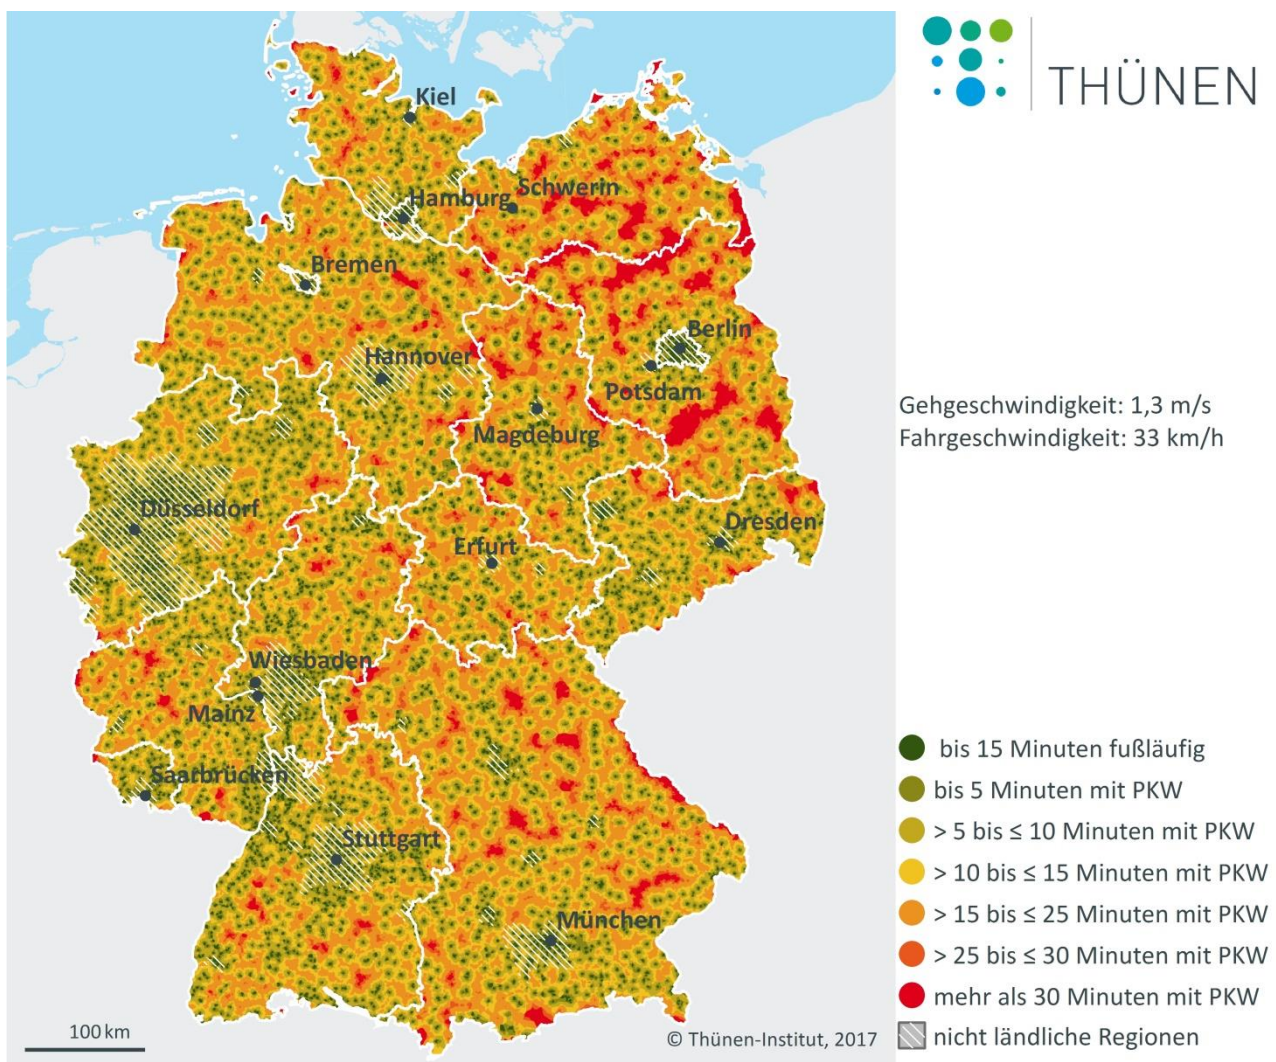 THÜNEN
Kiel
Hamburg
Schwerin
Bremen
Berlin
Hannover
Potsdam
Magdeburg
Düsseldorf
Dresden
Erfurt
Wiesbaden
Mainz
Saarbrücken
Stuttgart
München
Gehgeschwindigkeit: 1,3 m/s
Fahrgeschwindigkeit: 33 km/h
bis 15 Minuten fußläufig
bis 5 Minuten mit PKW
> 5 bis ≤ 10 Minuten mit PKW
> 10 bis ≤ 15 Minuten mit PKW
> 15 bis ≤ 25 Minuten mit PKW
> 25 bis ≤ 30 Minuten mit PKW
mehr als 30 Minuten mit PKW
nicht ländliche Regionen
100 km
© Thünen-Institut, 2017